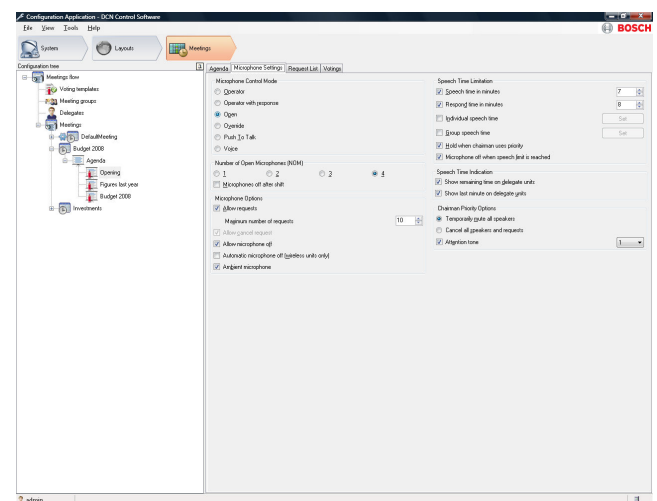 Configuration Application - DCN Control Software
File View Tools Help
BOSCH
System
Layouts
Meetings
Configuration tree
Meetings flow
Voting templates
Meeting groups
Delegates
Meetings
DefaultMeeting
Budget 2008
Agenda
Opening
Figures last year
Budget 2008
Investments
Agenda Microphone Settings Request List Votings
Microphone Control Mode
Operator
Operator with response
Open
Override
Push To Talk
Voice
Number of Open Microphones (NOM)
1 2 3 4
Microphones off after shift
Microphone Options
Allow requests
Maximum number of requests 10
Allow cancel request
Allow microphone off
Automatic microphone off (wireless units only)
Ambient microphone
Speech Time Limitation
Speech time in minutes 7
Respond time in minutes 8
Individual speech time Set
Group speech time Set
Hold when chairman uses priority
Microphone off when speech limit is reached
Speech Time Indication
Show remaining time on delegate units
Show last minute on delegate units
Chairman Priority Options
Temporarily mute all speakers
Cancel all speakers and requests
Attention tone 1
admin